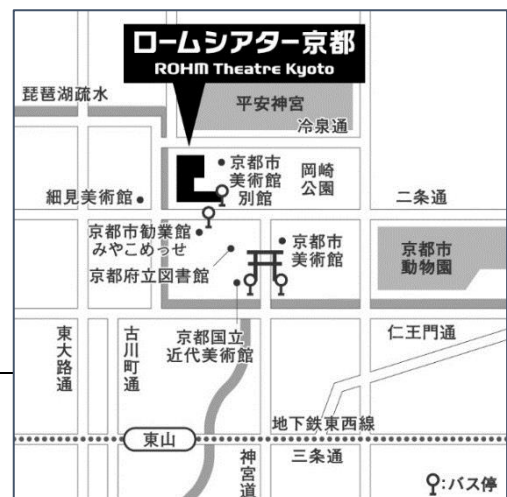 ロームシアター京都
ROHM Theatre Kyoto
琵琶湖疏水
平安神宮
冷泉通
京都市
美術館
別館
岡崎
公園
細見美術館
二条通
京都市勧業館
みやこめっせ
京都市
美術館
京都市
動物園
京都府立図書館
京都国立
近代美術館
仁王門通
東大路通
古川町通
地下鉄東西線
東山
神宮道
三条通
:バス停